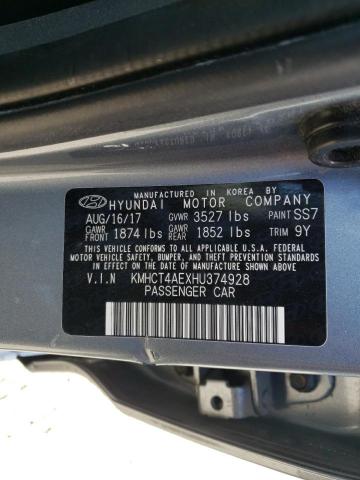 MANUFACTURED IN KOREA BY
HYUNDAI MOTOR COMPANY
AUG/16/17 GVWR 3527 lbs PAINT SS7
GAWR FRONT 1874 lbs GAWR REAR 1852 lbs TRIM 9Y
THIS VEHICLE CONFORMS TO ALL APPLICABLE U.S.A. FEDERAL
MOTOR VEHICLE SAFETY, BUMPER, AND THEFT PREVENTION
STANDARDS IN EFFECT ON THE DATE OF MANUFACTURE SHOWN ABOVE.
V.I.N KMHCT4AEXHU374928
PASSENGER CAR